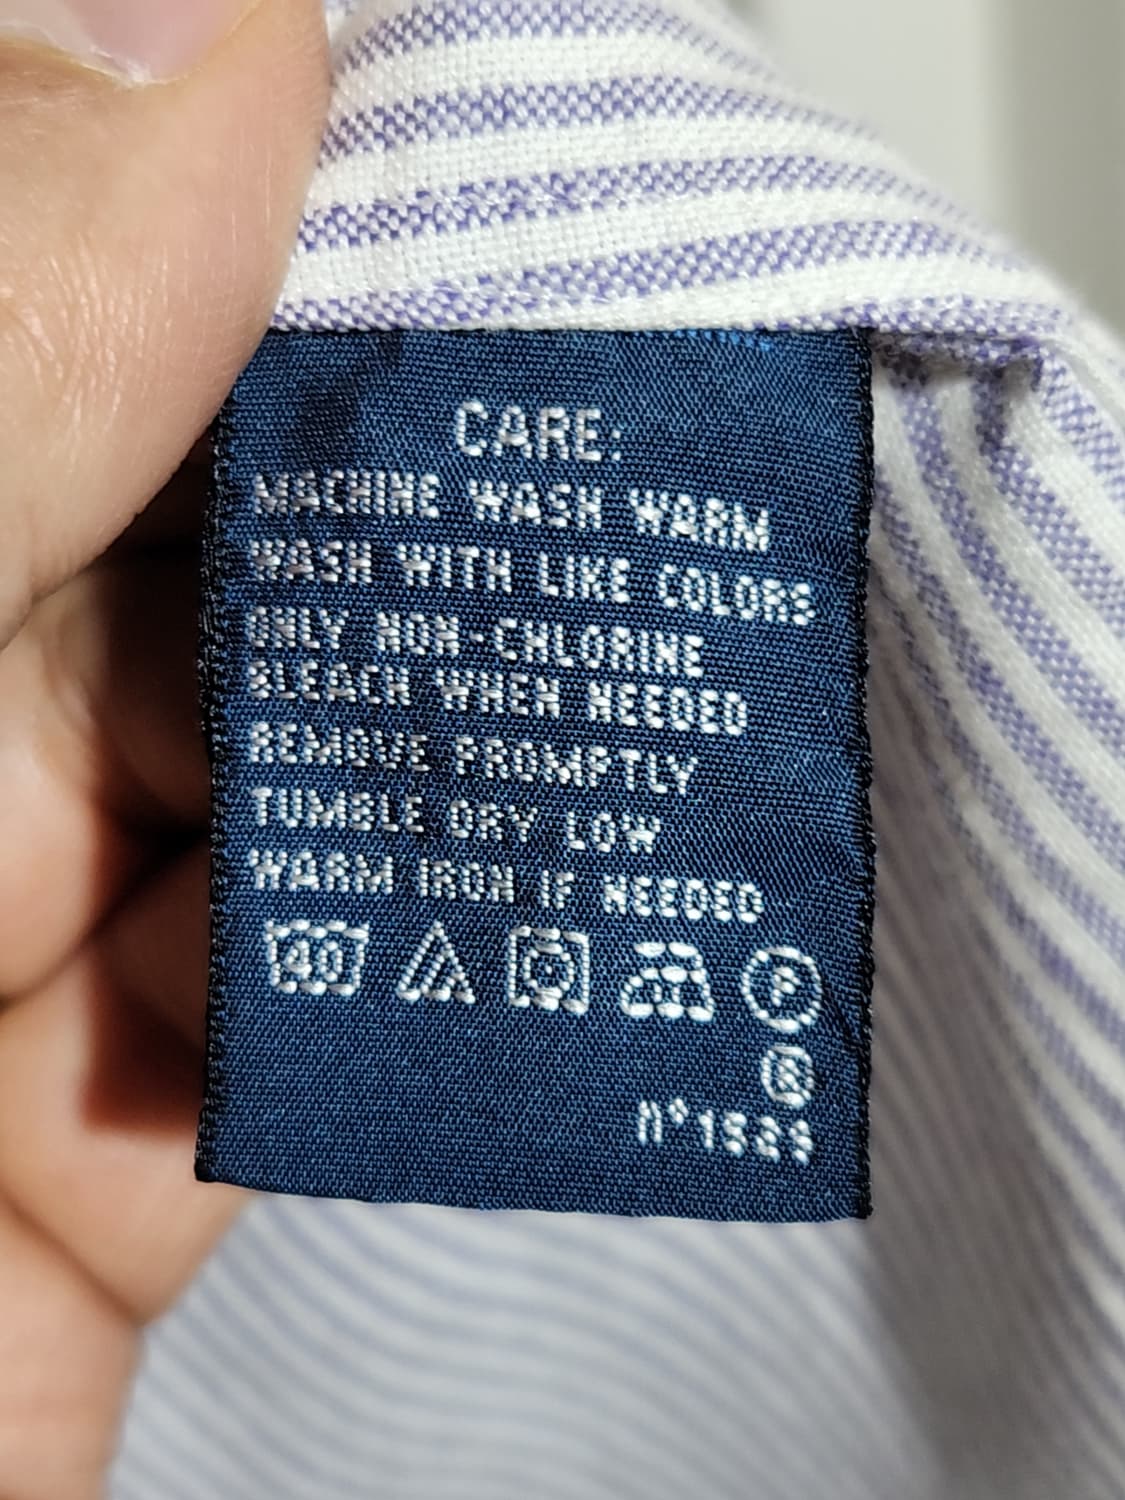 CARE:
MACHINE WASH WARM
WASH WITH LIKE COLORS
ONLY NON-CHLORINE
BLEACH WHEN NEEDED
REMOVE PROMPTLY
TUMBLE DRY LOW
WARM IRON IF NEEDED
40 P